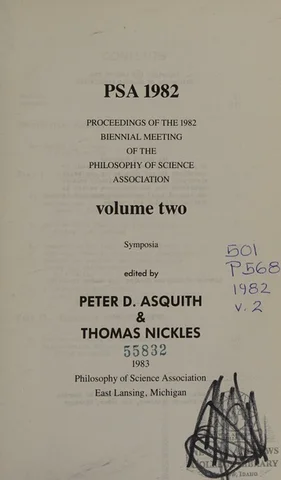 PSA 1982
PROCEEDINGS OF THE 1982
BIENNIAL MEETING
OF THE
PHILOSOPHY OF SCIENCE
ASSOCIATION
volume two
Symposia
501
P568
1982
v. 2
edited by
PETER D. ASQUITH
&
THOMAS NICKLES
55832
1983
Philosophy of Science Association
East Lansing, Michigan